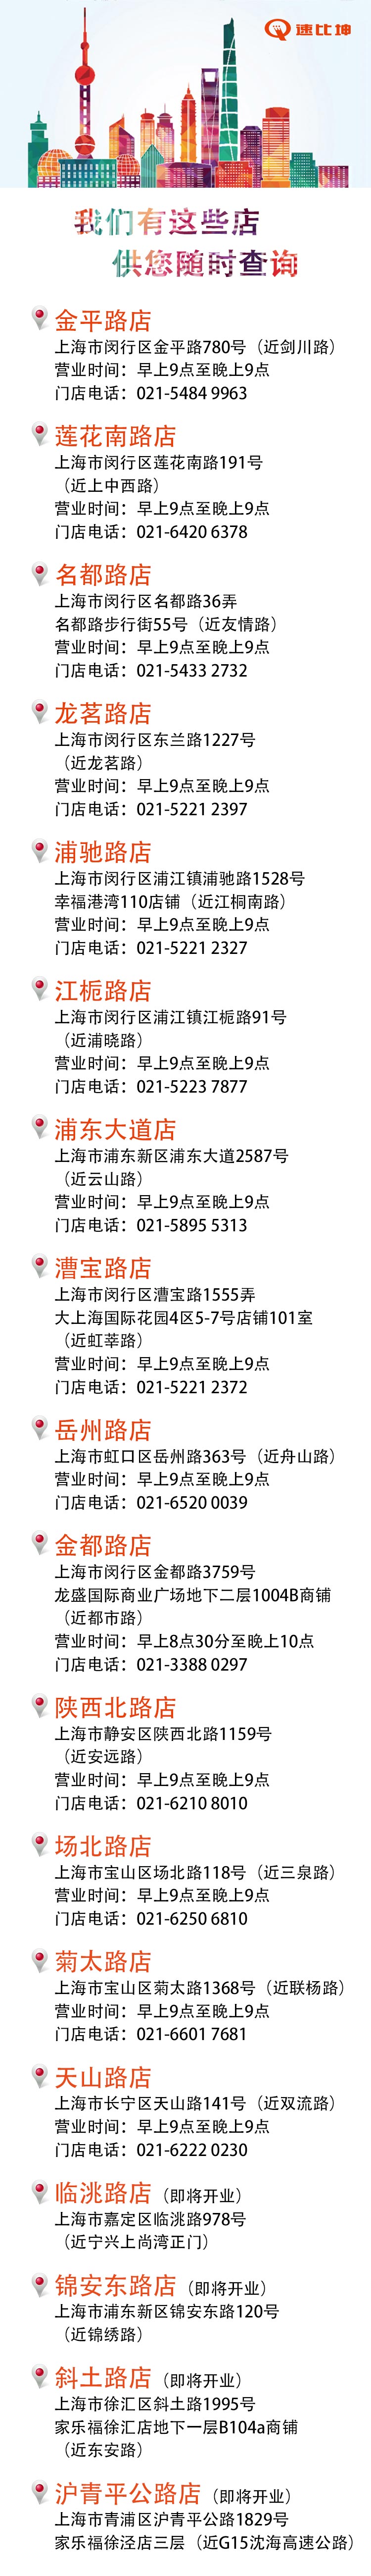 速比坤
我们有这些店
供您随时查询
金平路店
上海市闵行区金平路780号（近剑川路）
营业时间：早上9点至晚上9点
门店电话：021-5484 9963
莲花南路店
上海市闵行区莲花南路191号
（近上中西路）
营业时间：早上9点至晚上9点
门店电话：021-6420 6378
名都路店
上海市闵行区名都路36弄
名都路步行街55号（近友情路）
营业时间：早上9点至晚上9点
门店电话：021-5433 2732
龙茗路店
上海市闵行区东兰路1227号
（近龙茗路）
营业时间：早上9点至晚上9点
门店电话：021-5221 2397
浦驰路店
上海市闵行区浦江镇浦驰路1528号
幸福港湾110店铺（近江桐南路）
营业时间：早上9点至晚上9点
门店电话：021-5221 2327
江栀路店
上海市闵行区浦江镇江栀路91号
（近浦晓路）
营业时间：早上9点至晚上9点
门店电话：021-5223 7877
浦东大道店
上海市浦东新区浦东大道2587号
（近云山路）
营业时间：早上9点至晚上9点
门店电话：021-5895 5313
漕宝路店
上海市闵行区漕宝路1555弄
大上海国际花园4区5-7号店铺101室
（近虹莘路）
营业时间：早上9点至晚上9点
门店电话：021-5221 2372
岳州路店
上海市虹口区岳州路363号（近舟山路）
营业时间：早上9点至晚上9点
门店电话：021-6520 0039
金都路店
上海市闵行区金都路3759号
龙盛国际商业广场地下二层1004B商铺
（近都市路）
营业时间：早上8点30分至晚上10点
门店电话：021-3388 0297
陕西北路店
上海市静安区陕西北路1159号
（近安远路）
营业时间：早上9点至晚上9点
门店电话：021-6210 8010
场北路店
上海市宝山区场北路118号（近三泉路）
营业时间：早上9点至晚上9点
门店电话：021-6250 6810
菊太路店
上海市宝山区菊太路1368号（近联杨路）
营业时间：早上9点至晚上9点
门店电话：021-6601 7681
天山路店
上海市长宁区天山路141号（近双流路）
营业时间：早上9点至晚上9点
门店电话：021-6222 0230
临洮路店（即将开业）
上海市嘉定区临洮路978号
（近宁兴上尚湾正门）
锦安东路店（即将开业）
上海市浦东新区锦安东路120号
（近锦绣路）
斜土路店（即将开业）
上海市徐汇区斜土路1995号
家乐福徐汇店地下一层B104a商铺
（近东安路）
沪青平公路店（即将开业）
上海市青浦区沪青平公路1829号
家乐福徐泾店三层（近G15沈海高速公路）